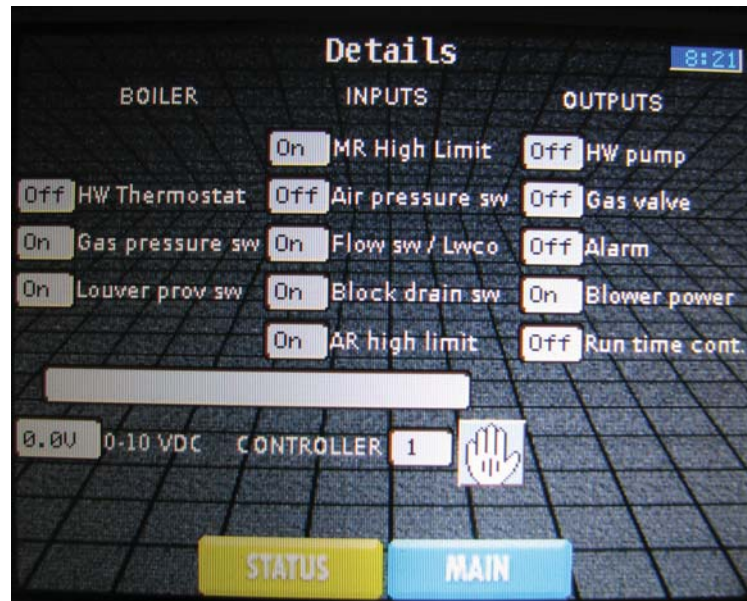 Details
8:21
BOILER INPUTS OUTPUTS
On MR High Limit Off HW pump
Off HW Thermostat Off Air pressure sw Off Gas valve
On Gas pressure sw On Flow sw / Lwco Off Alarm
On Louver prov sw On Block drain sw On Blower power
On AR high limit Off Run time cont.
0.0V 0-10 VDC CONTROLLER 1
STATUS MAIN